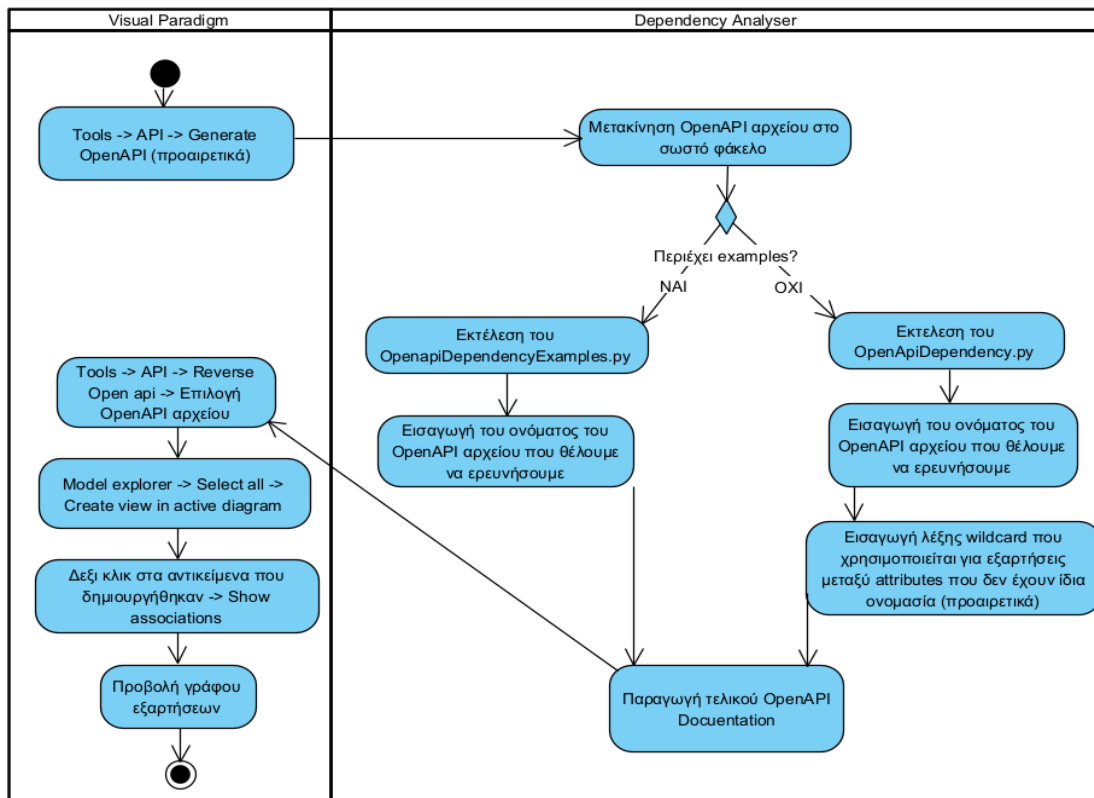 Visual Paradigm
Dependency Analyser
Tools -> API -> Generate
OpenAPI (προαιρετικά)
Μετακίνηση OpenAPI αρχείου στο
σωστό φάκελο
Περιέχει examples?
ΝΑΙ
ΟΧΙ
Εκτέλεση του
OpenapiDependencyExamples.py
Εκτελεση του
OpenApiDependency.py
Εισαγωγή του ονόματος του
OpenAPI αρχείου που θέλουμε
να ερευνήσουμε
Εισαγωγή του ονόματος του
OpenAPI αρχείου που θέλουμε
να ερευνήσουμε
Εισαγωγή λέξης wildcard που
χρησιμοποιείται για εξαρτήσεις
μεταξύ attributes που δεν έχουν ίδια
ονομασία (προαιρετικά)
Παραγωγή τελικού OpenAPI
Docuentation
Tools -> API -> Reverse
Open api -> Επιλογή
OpenAPI αρχείου
Model explorer -> Select all ->
Create view in active diagram
Δεξι κλικ στα αντικείμενα που
δημιουργήθηκαν -> Show
associations
Προβολή γράφου
εξαρτήσεων